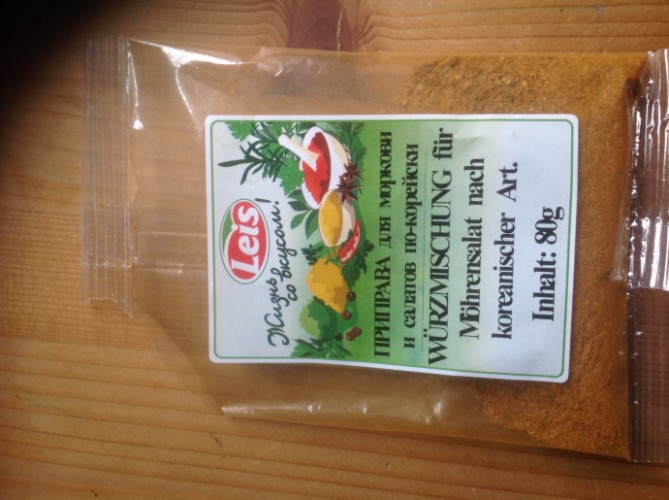 Leis
Жизнь
со вкусом!
ПРИПРАВА для моркови
и салатов по-корейски
WÜRZMISCHUNG für
Möhrensalat nach
koreanischer Art.
Inhalt: 80g